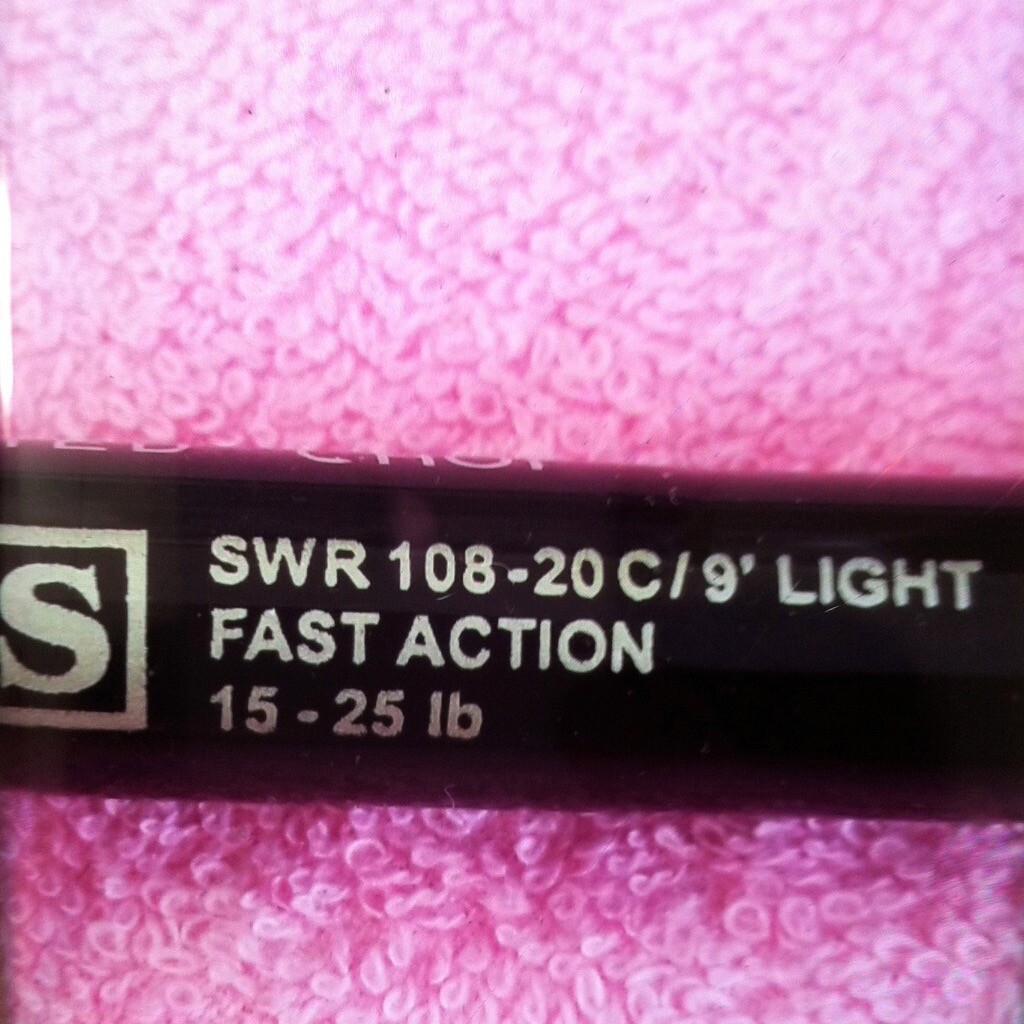 S
SWR 108-20 C/ 9' LIGHT
FAST ACTION
15 - 25 lb